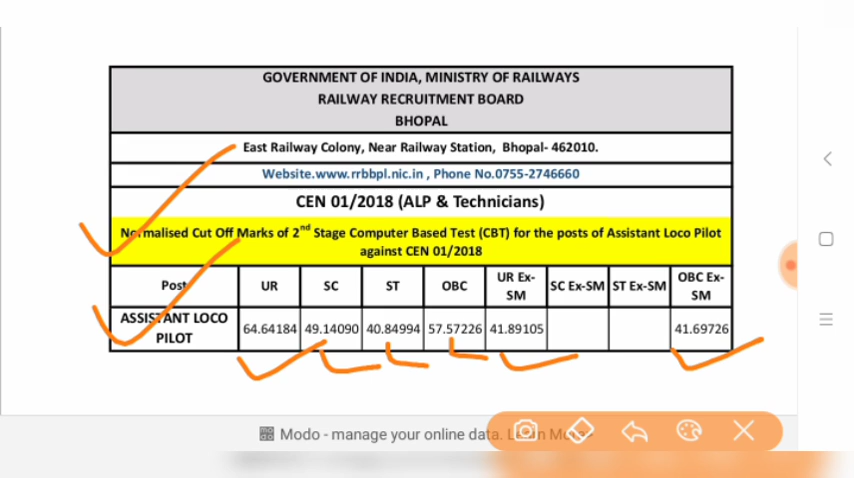 GOVERNMENT OF INDIA, MINISTRY OF RAILWAYS
RAILWAY RECRUITMENT BOARD
BHOPAL
East Railway Colony, Near Railway Station, Bhopal- 462010.
Website.www.rrbbpl.nic.in , Phone No.0755-2746660
CEN 01/2018 (ALP & Technicians)
Normalised Cut Off Marks of 2nd Stage Computer Based Test (CBT) for the posts of Assistant Loco Pilot
against CEN 01/2018
Post UR SC ST OBC UR Ex-SM SC Ex-SM ST Ex-SM OBC Ex-SM
ASSISTANT LOCO PILOT 64.64184 49.14090 40.84994 57.57226 41.89105 41.69726
Modo - manage your online data. Learn More